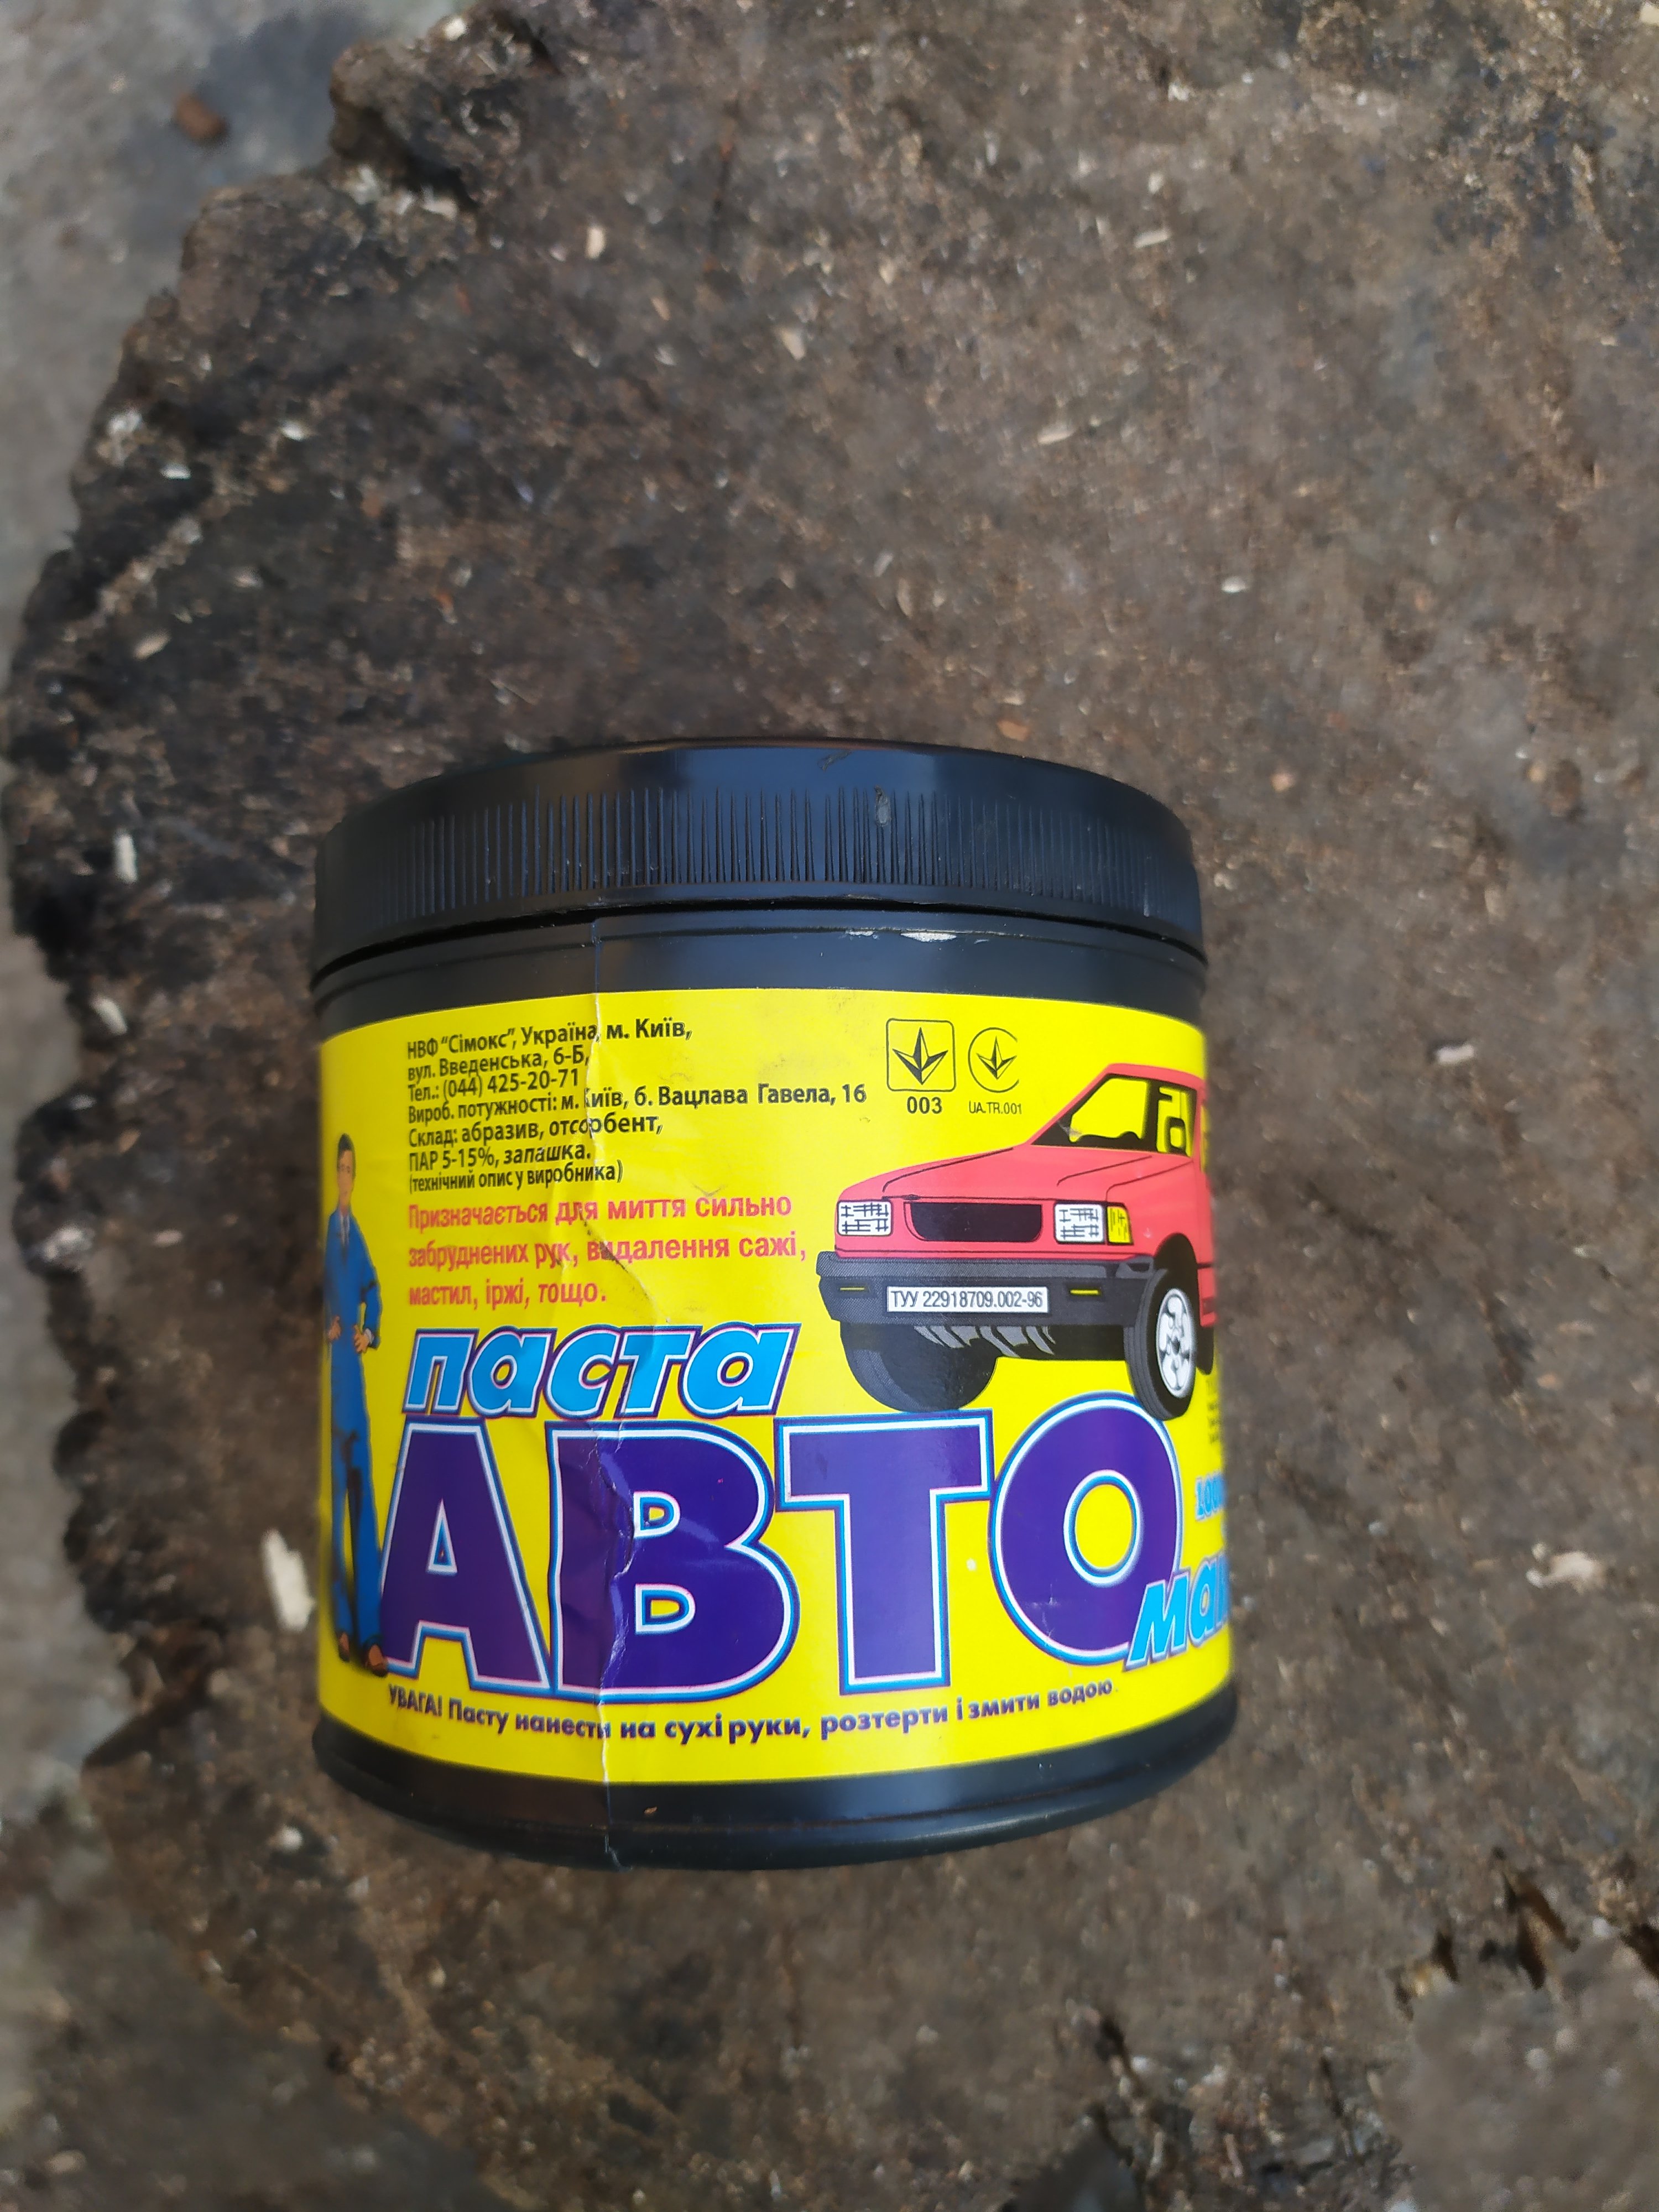 НВФ "Сімокс", Україна, м. Київ,
вул. Введенська, 6-Б,
Тел.: (044) 425-20-71
Вироб. потужності: м. Київ, б. Вацлава Гавела, 16
Склад: абразив, отсорбент,
ПАР 5-15%, запашка.
(технічний опис у виробника)
003
UA.TR.001
Призначається для миття сильно
забруднених рук, видалення сажі,
мастил, іржі, тощо.
ТУУ 22918709.002-96
паста
АВТО
УВАГА! Пасту нанести на сухі руки, розтерти і змити водою.